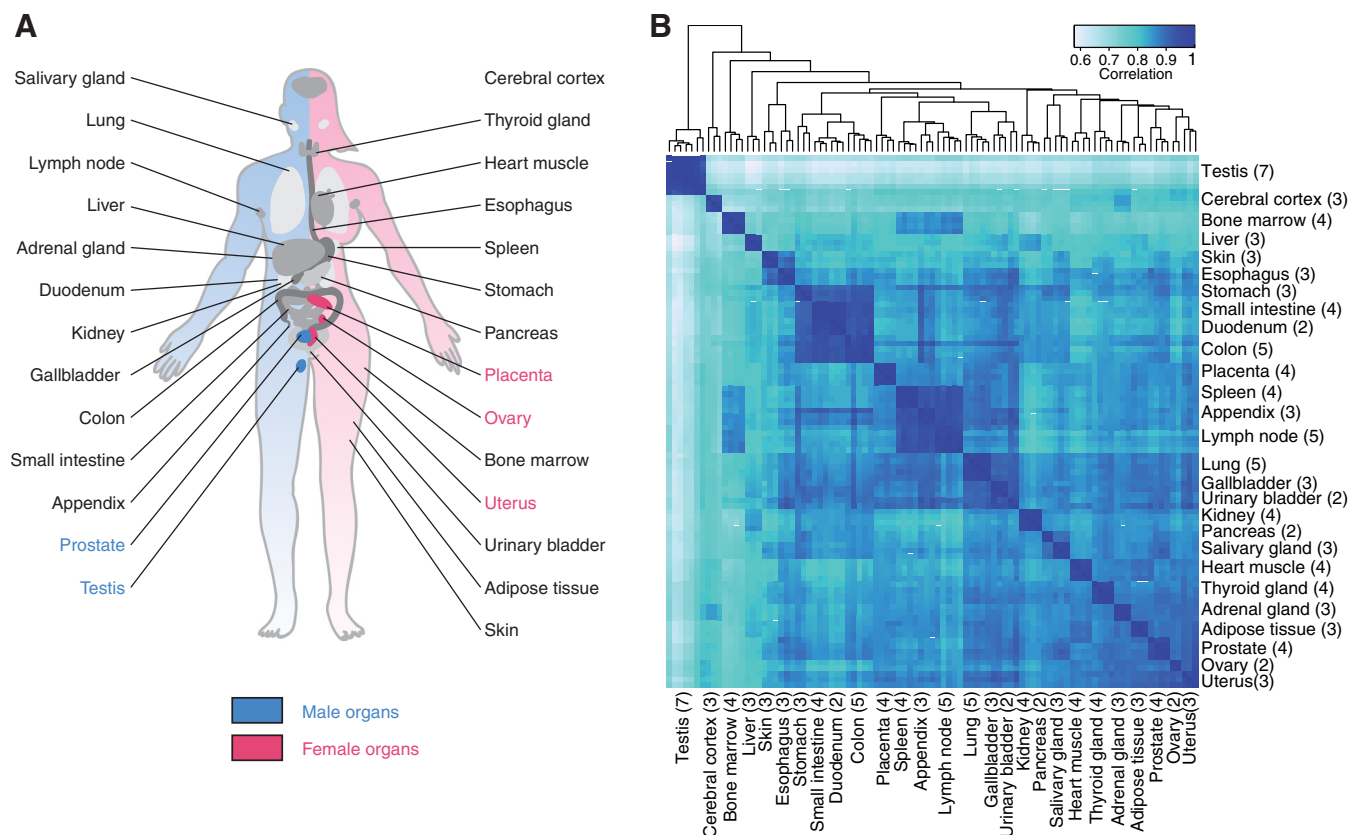 A
Salivary gland
Lung
Lymph node
Liver
Adrenal gland
Duodenum
Kidney
Gallbladder
Colon
Small intestine
Appendix
Prostate
Testis
Cerebral cortex
Thyroid gland
Heart muscle
Esophagus
Spleen
Stomach
Pancreas
Placenta
Ovary
Bone marrow
Uterus
Urinary bladder
Adipose tissue
Skin
Male organs
Female organs
B
0.6 0.7 0.8 0.9 1
Correlation
Testis (7)
Cerebral cortex (3)
Bone marrow (4)
Liver (3)
Skin (3)
Esophagus (3)
Stomach (3)
Small intestine (4)
Duodenum (2)
Colon (5)
Placenta (4)
Spleen (4)
Appendix (3)
Lymph node (5)
Lung (5)
Gallbladder (3)
Urinary bladder (2)
Kidney (4)
Pancreas (2)
Salivary gland (3)
Heart muscle (4)
Thyroid gland (4)
Adrenal gland (3)
Adipose tissue (3)
Prostate (4)
Ovary (2)
Uterus(3)
Testis (7)
Cerebral cortex (3)
Bone marrow (4)
Liver (3)
Skin (3)
Esophagus (3)
Stomach (3)
Small intestine (4)
Duodenum (2)
Colon (5)
Placenta (4)
Spleen (4)
Appendix (3)
Lymph node (5)
Lung (5)
Gallbladder (3)
Urinary bladder (2)
Kidney (4)
Pancreas (2)
Salivary gland (3)
Heart muscle (4)
Thyroid gland (4)
Adrenal gland (3)
Adipose tissue (3)
Prostate (4)
Ovary (2)
Uterus(3)